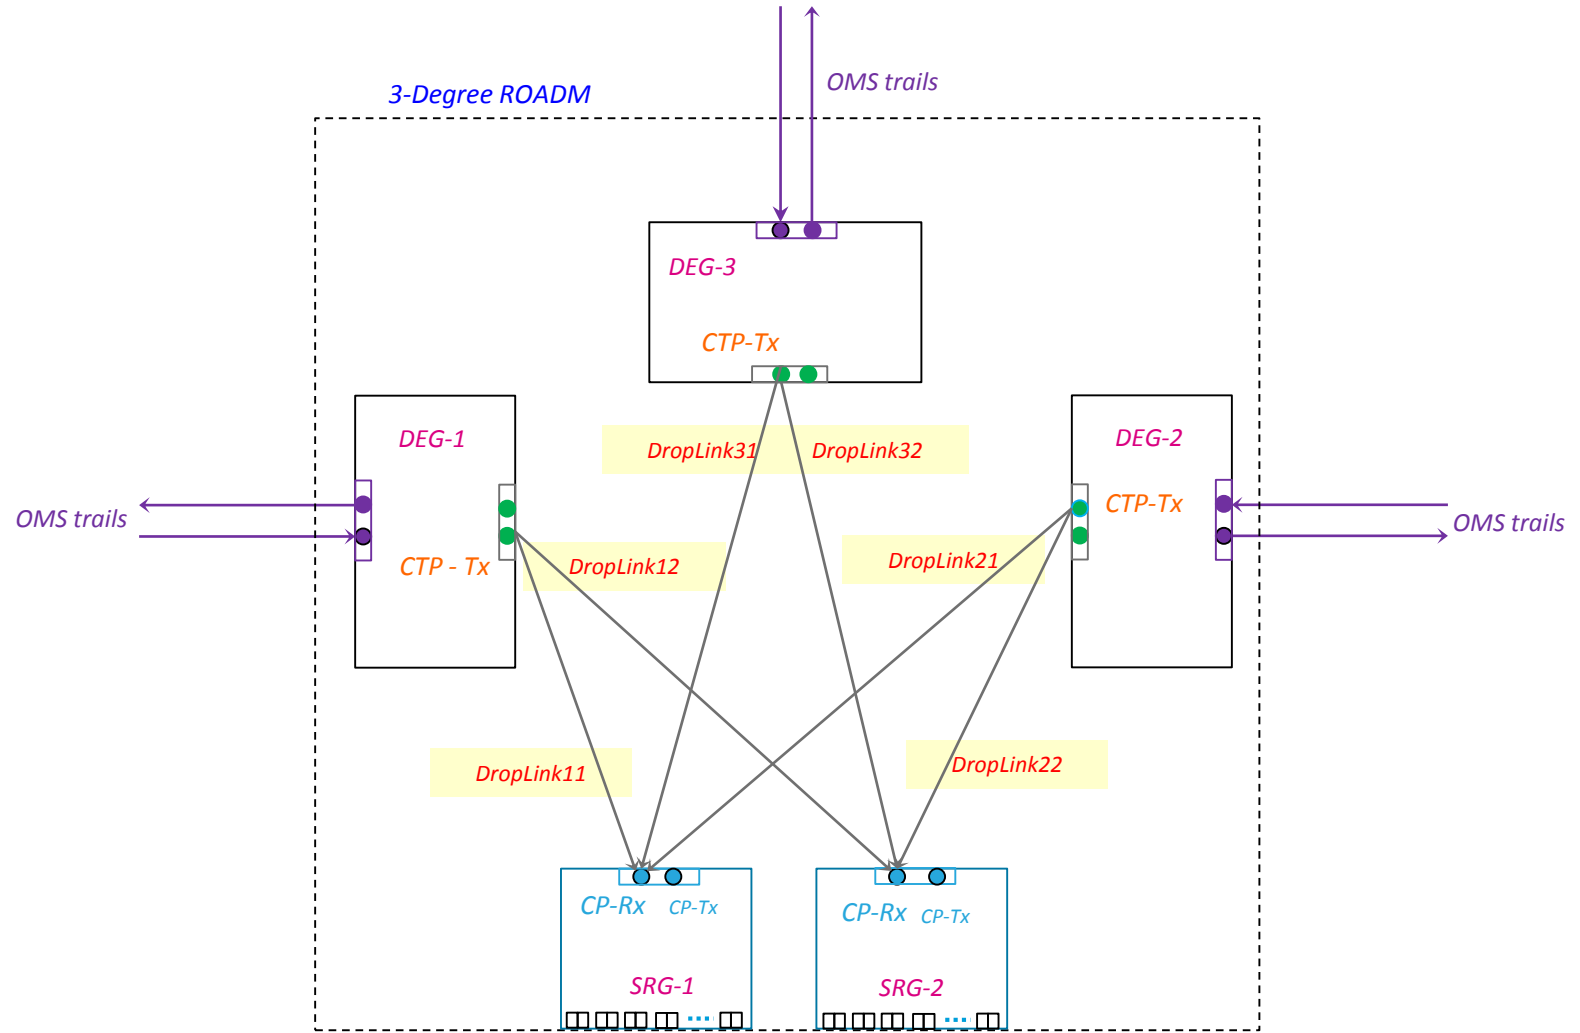 OMS trails
3-Degree ROADM
DEG-3
CTP-Tx
DEG-1
DropLink31
DropLink32
DEG-2
CTP-Tx
OMS trails
OMS trails
CTP - Tx
DropLink12
DropLink21
DropLink11
DropLink22
CP-Rx
CP-Tx
CP-Rx
CP-Tx
SRG-1
SRG-2